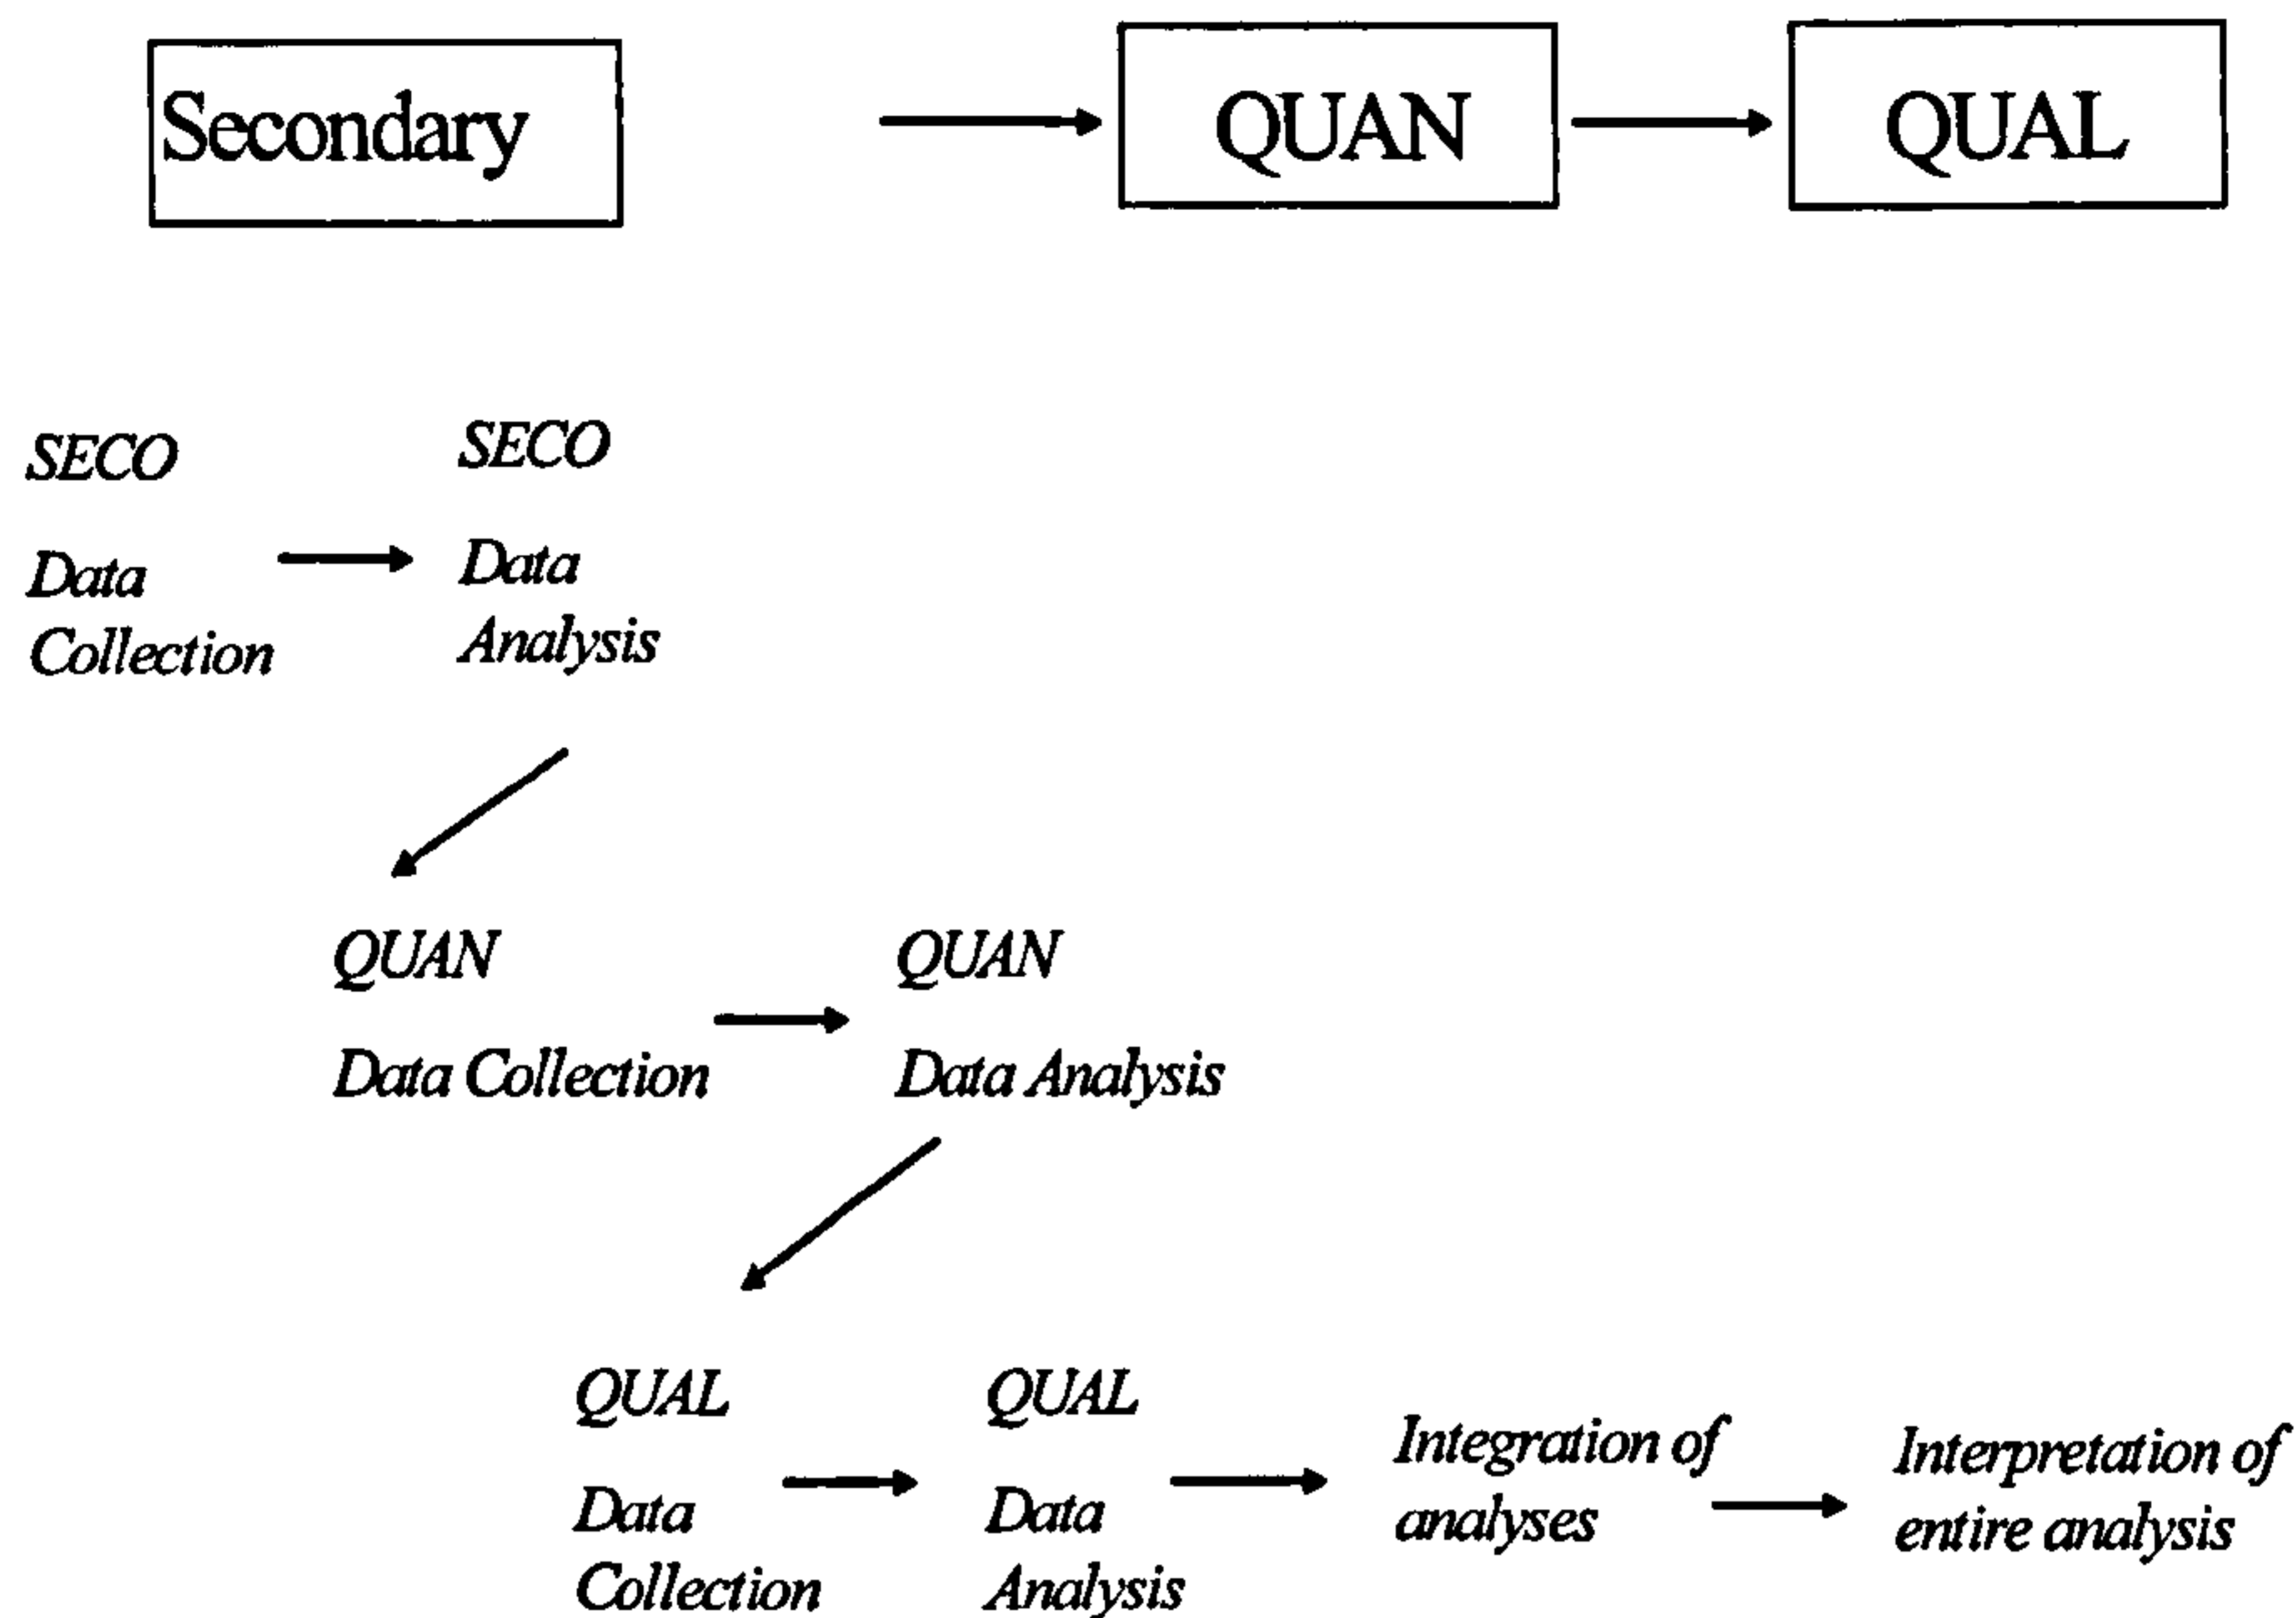 Secondary
QUAN
QUAL
SECO
Data
Collection
SECO
Data
Analysis
QUAN
Data Collection
QUAN
Data Analysis
QUAL
Data
Collection
QUAL
Data
Analysis
Integration of
analyses
Interpretation of
entire analysis